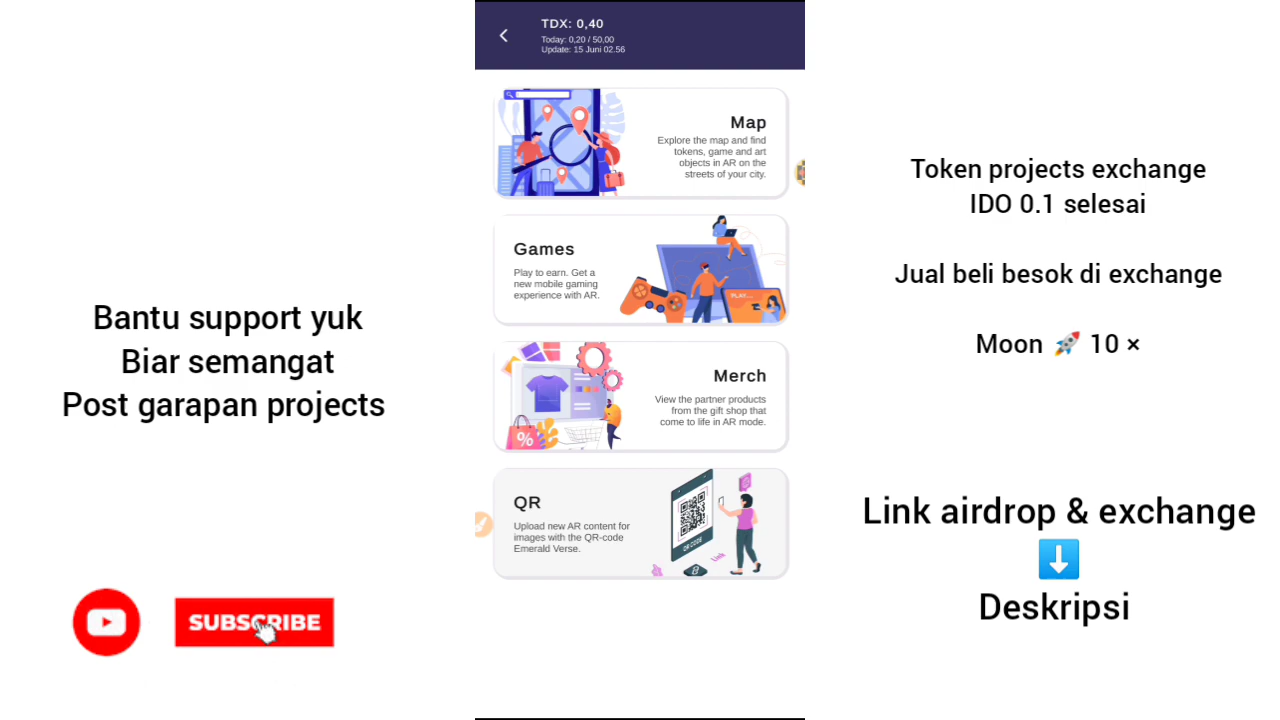 TDX: 0,40
Today: 0,20 / 50,00
Update: 15 Juni 02.56
Map
Explore the map and find
tokens, game and art
objects in AR on the
streets of your city.
Games
Play to earn. Get a
new mobile gaming
experience with AR.
PLAY...
Merch
View the partner products
from the gift shop that
come to life in AR mode.
%
QR
Upload new AR content for
images with the QR-code
Emerald Verse.
QR CODE
Link
Bantu support yuk
Biar semangat
Post garapan projects
SUBSCRIBE
Token projects exchange
IDO 0.1 selesai
Jual beli besok di exchange
Moon 🚀 10 ×
Link airdrop & exchange
⬇️
Deskripsi